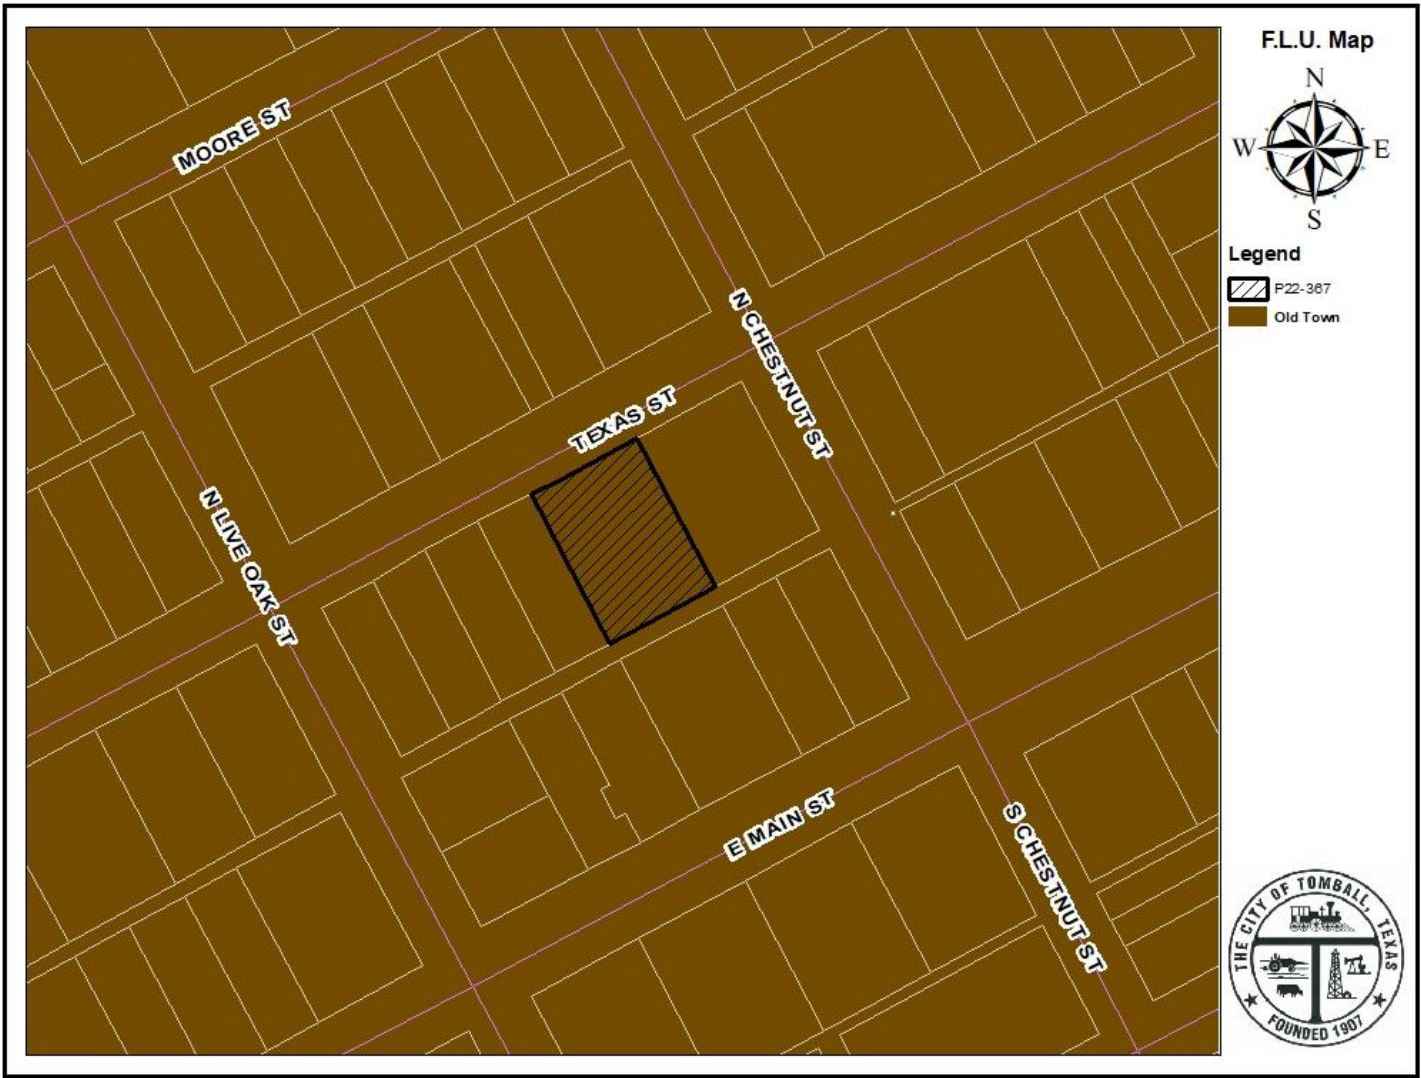 F.L.U. Map
N
W E
S
Legend
P22-367
Old Town
MOORE ST
N CHESTNUT ST
TEXAS ST
N LIVE OAK ST
E MAIN ST
S CHESTNUT ST
THE CITY OF TOMBALL, TEXAS
FOUNDED 1907